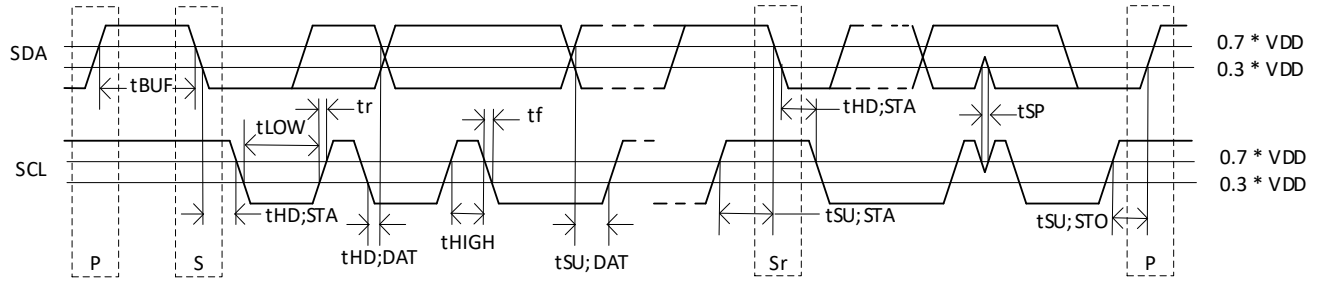 SDA
0.7 * VDD
0.3 * VDD
tBUF
tr
tLOW
tf
tHD;STA
tSP
SCL
0.7 * VDD
0.3 * VDD
tHD;STA
tHD;DAT
tHIGH
tSU;DAT
tSU;STA
tSU;STO
P
S
Sr
P